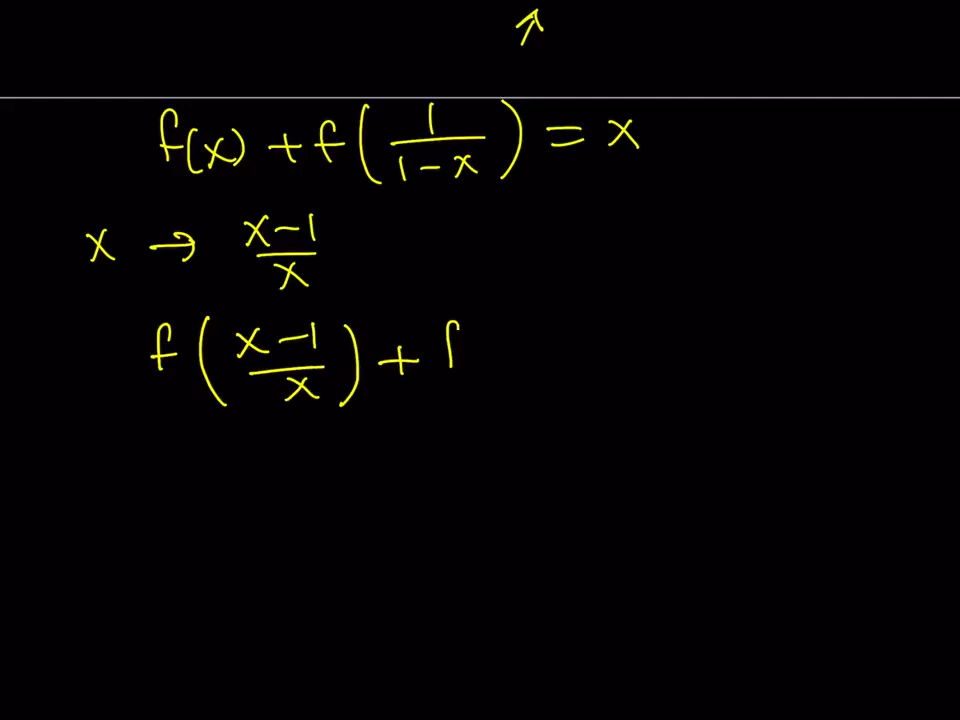 f(x) + f(1/(1-x)) = x
x → (x-1)/x
f((x-1)/x) + f